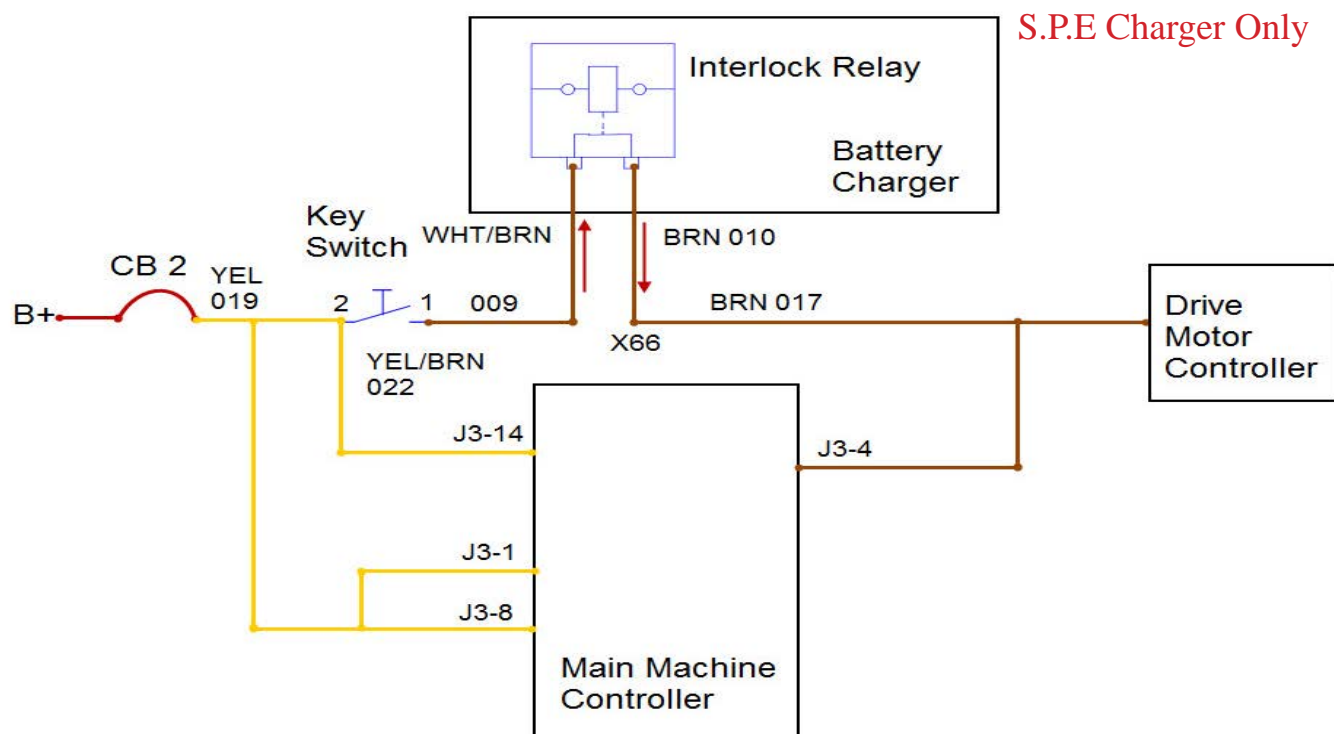 S.P.E Charger Only
Interlock Relay
Battery
Charger
Key
Switch
WHT/BRN
BRN 010
CB 2
YEL
019
B+
2
1
009
BRN 017
X66
Drive
Motor
Controller
YEL/BRN
022
J3-14
J3-4
J3-1
J3-8
Main Machine
Controller